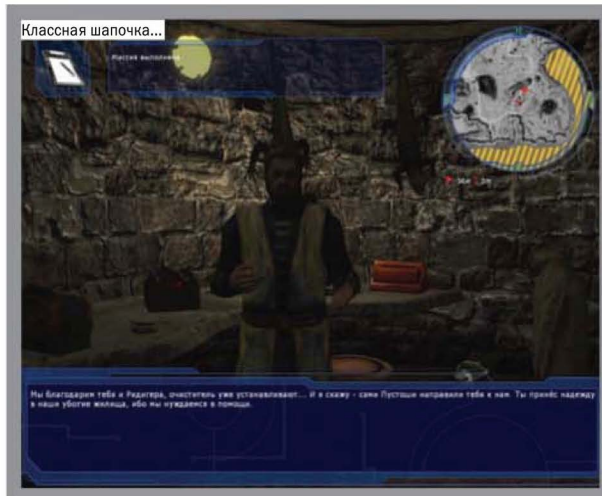 Классная шапочка...
Миссия выполнена
Мы благодарим тебя и Редигера, очиститель уже устанавливают... И я скажу - сами Пустоши направили тебя к нам. Ты принёс надежду
в наши убогие жилища, ибо мы нуждаемся в помощи.